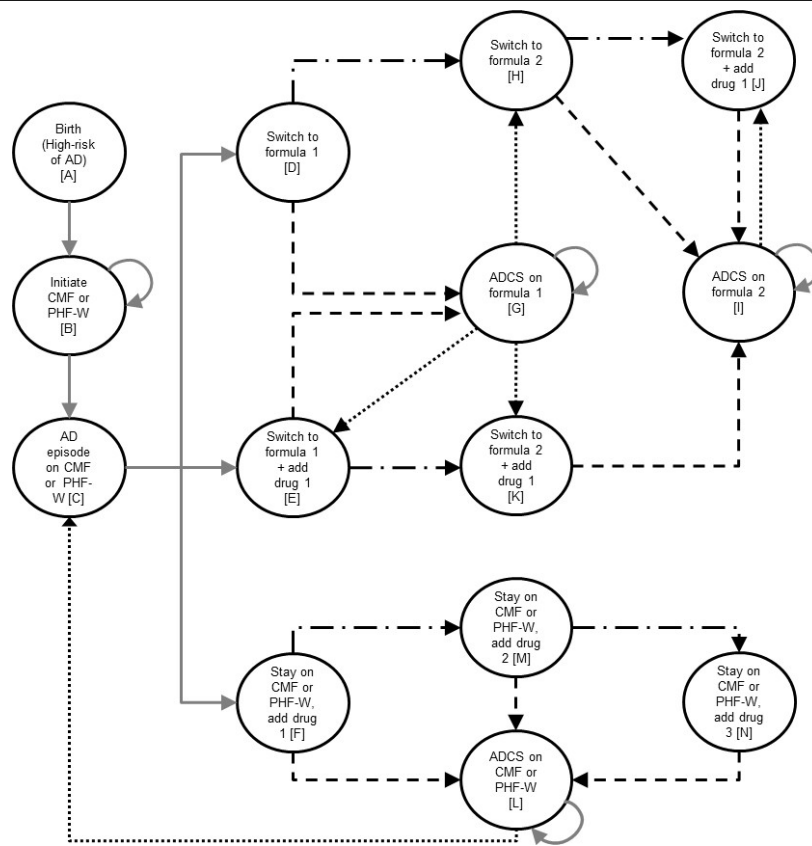 Birth
(High-risk
of AD)
[A]
Initiate
CMF or
PHF-W
[B]
AD
episode
on CMF
or PHF-
W [C]
Switch to
formula 1
[D]
Switch to
formula 1
+ add
drug 1
[E]
Stay on
CMF or
PHF-W,
add drug
1 [F]
Switch to
formula 2
[H]
ADCS on
formula 1
[G]
Switch to
formula 2
+ add
drug 1
[K]
Stay on
CMF or
PHF-W,
add drug
2 [M]
ADCS on
CMF or
PHF-W
[L]
Switch to
formula 2
+ add
drug 1 [J]
ADCS on
formula 2
[I]
Stay on
CMF or
PHF-W,
add drug
3 [N]